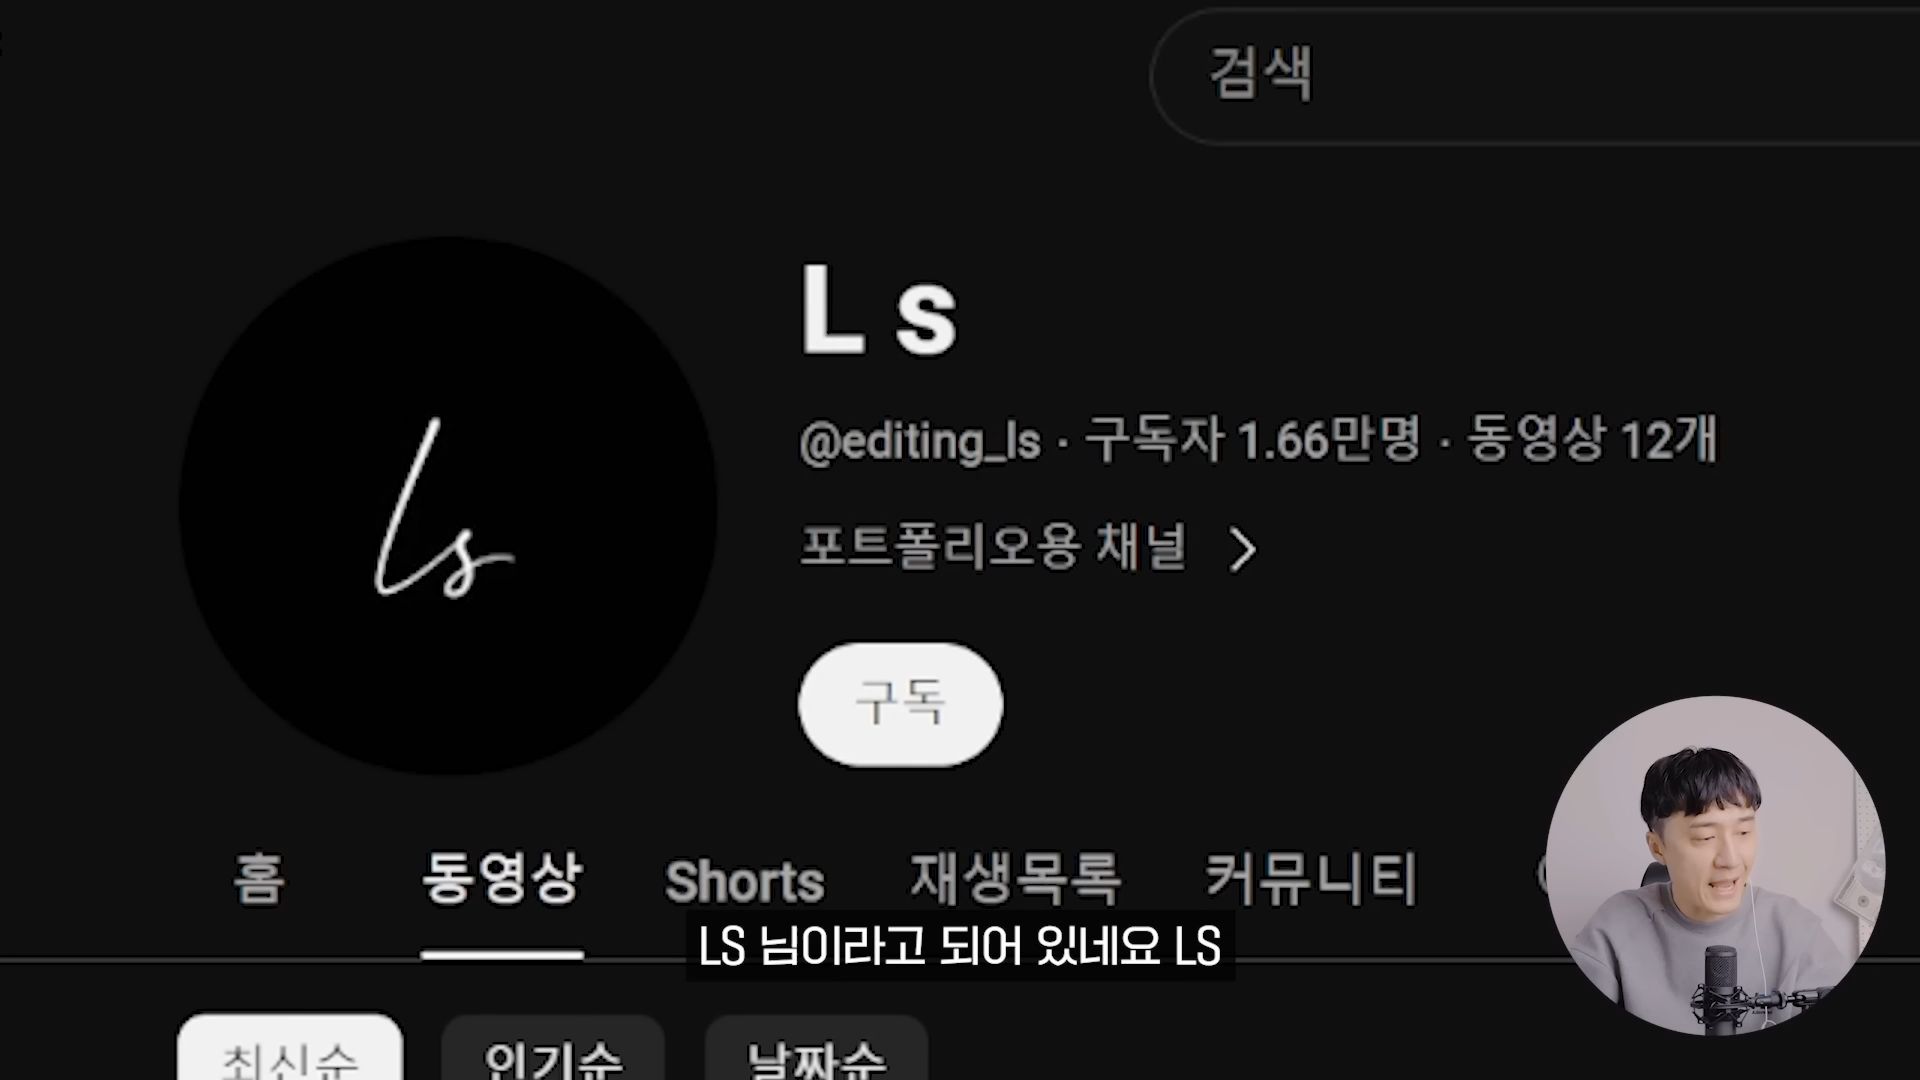 검색
Ls
L s
@editing_ls · 구독자 1.66만명 · 동영상 12개
포트폴리오용 채널
구독
홈 동영상 Shorts 재생목록 커뮤니티
LS 님이라고 되어 있네요 LS
최신순 인기순 날짜순